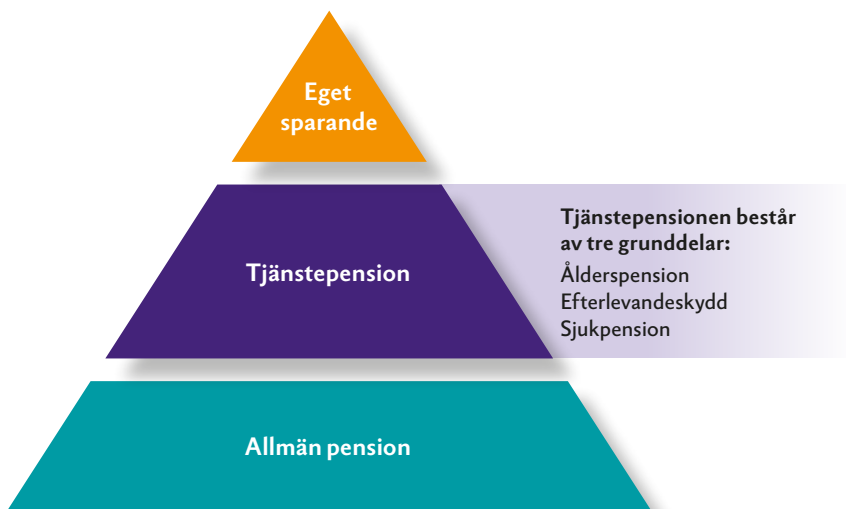 Eget
sparande
Tjänstepension
Tjänstepensionen består
av tre grunddelar:
Ålderspension
Efterlevandeskydd
Sjukpension
Allmän pension